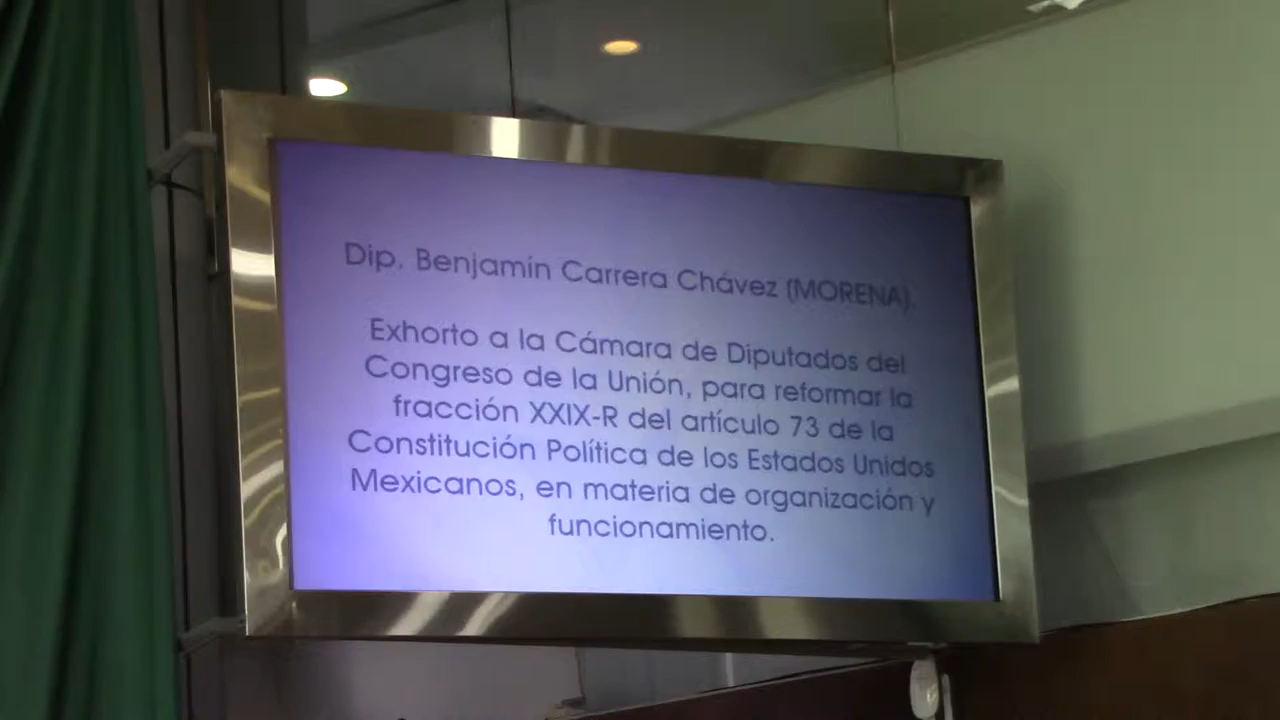 Dip. Benjamín Carrera Chávez (MORENA).
Exhorto a la Cámara de Diputados del
Congreso de la Unión, para reformar la
fracción XXIX-R del artículo 73 de la
Constitución Política de los Estados Unidos
Mexicanos, en materia de organización y
funcionamiento.